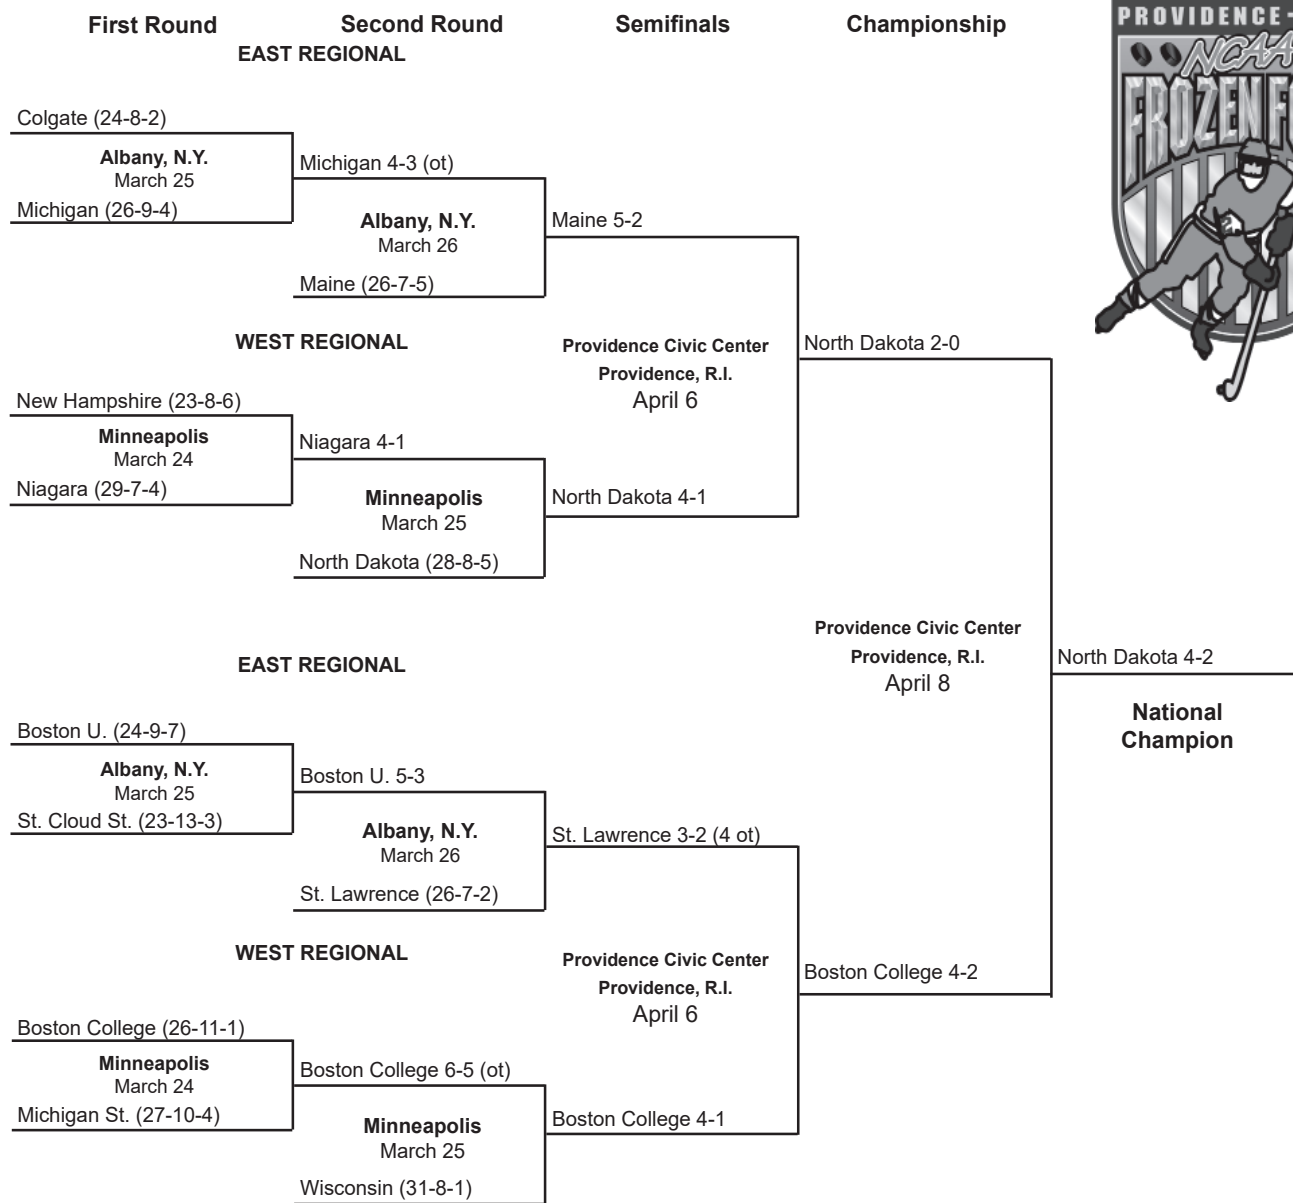 First Round
Second Round
Semifinals
Championship
PROVIDENCE
NCAA
FROZEN
EAST REGIONAL
Colgate (24-8-2)
Albany, N.Y.
March 25
Michigan (26-9-4)
Michigan 4-3 (ot)
Albany, N.Y.
March 26
Maine (26-7-5)
Maine 5-2
WEST REGIONAL
New Hampshire (23-8-6)
Minneapolis
March 24
Niagara (29-7-4)
Niagara 4-1
Minneapolis
March 25
North Dakota (28-8-5)
North Dakota 4-1
Providence Civic Center
Providence, R.I.
April 6
North Dakota 2-0
EAST REGIONAL
Boston U. (24-9-7)
Albany, N.Y.
March 25
St. Cloud St. (23-13-3)
Boston U. 5-3
Albany, N.Y.
March 26
St. Lawrence (26-7-2)
St. Lawrence 3-2 (4 ot)
WEST REGIONAL
Boston College (26-11-1)
Minneapolis
March 24
Michigan St. (27-10-4)
Boston College 6-5 (ot)
Minneapolis
March 25
Wisconsin (31-8-1)
Boston College 4-1
Providence Civic Center
Providence, R.I.
April 6
Boston College 4-2
Providence Civic Center
Providence, R.I.
April 8
North Dakota 4-2
National
Champion